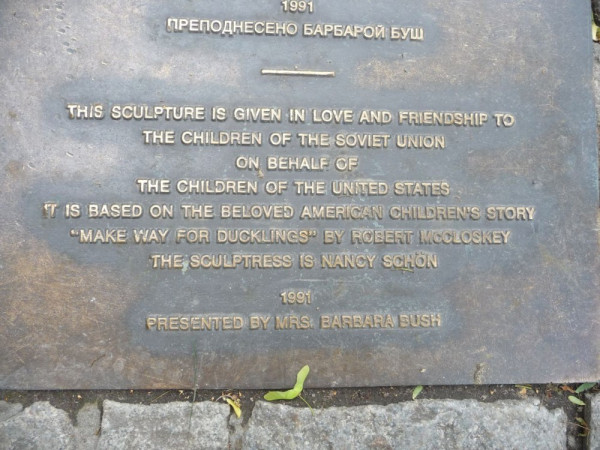 1991
ПРЕПОДНЕСЕНО БАРБАРОЙ БУШ
THIS SCULPTURE IS GIVEN IN LOVE AND FRIENDSHIP TO
THE CHILDREN OF THE SOVIET UNION
ON BEHALF OF
THE CHILDREN OF THE UNITED STATES
IT IS BASED ON THE BELOVED AMERICAN CHILDREN'S STORY
"MAKE WAY FOR DUCKLINGS" BY ROBERT MCCLOSKEY
THE SCULPTRESS IS NANCY SCHÖN
1991
PRESENTED BY MRS. BARBARA BUSH